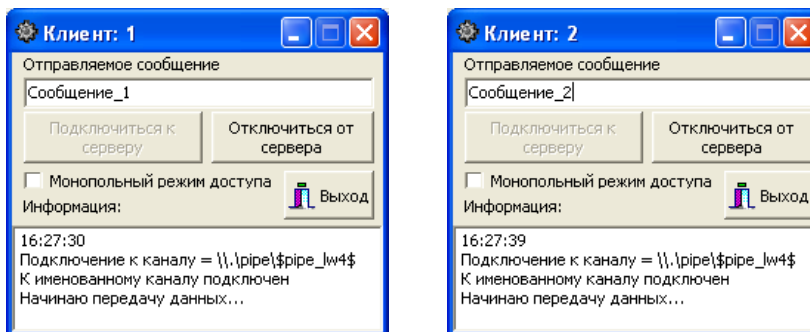 Клиент: 1
Отправляемое сообщение
Сообщение_1
Подключиться к
серверу
Отключиться от
сервера
Монопольный режим доступа
Выход
Информация:
16:27:30
Подключение к каналу = \\.\pipe\$pipe_lw4$
К именованному каналу подключен
Начинаю передачу данных...
Клиент: 2
Отправляемое сообщение
Сообщение_2
Подключиться к
серверу
Отключиться от
сервера
Монопольный режим доступа
Выход
Информация:
16:27:39
Подключение к каналу = \\.\pipe\$pipe_lw4$
К именованному каналу подключен
Начинаю передачу данных...